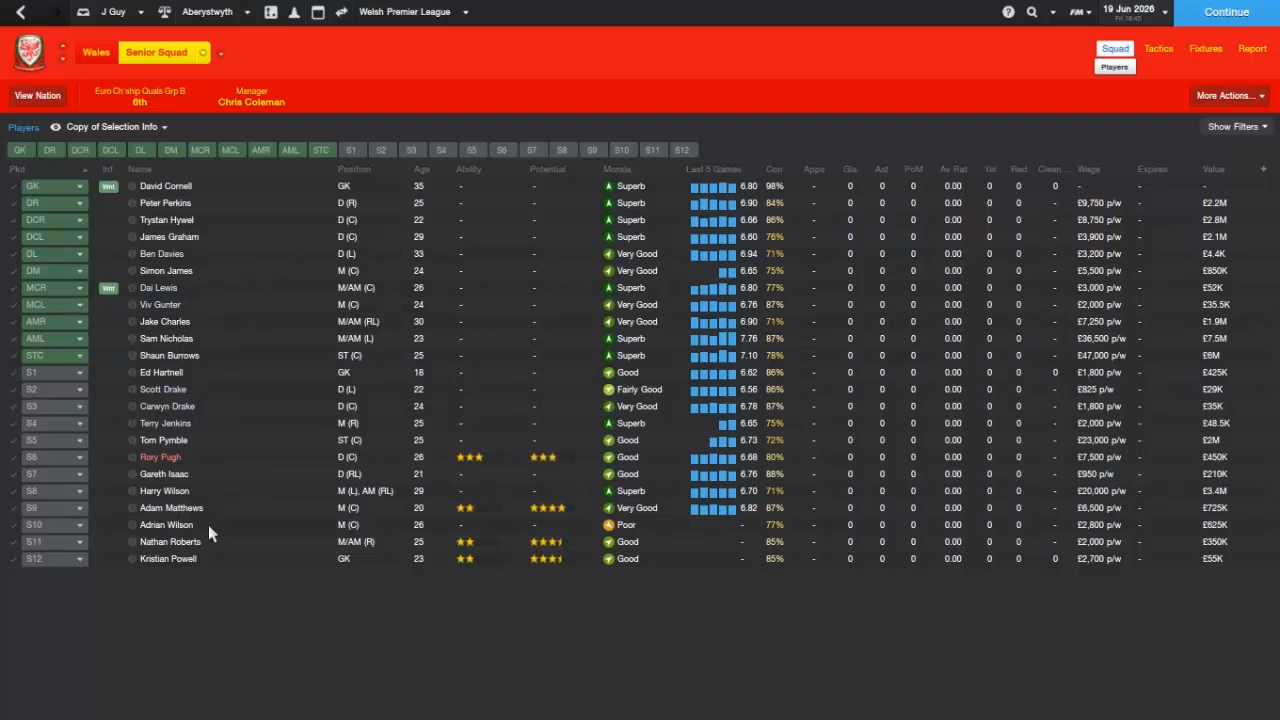 J Guy Aberystwyth Welsh Premier League FM 19 Jun 2026 Continue
Fri 18:45
Wales Senior Squad Squad Tactics Fixtures Report
Players
View Nation Euro Ch'ship Quals Grp B Manager More Actions...
6th Chris Coleman
Players Copy of Selection Info Show Filters
GK DR DCR DCL DL DM MCR MCL AMR AML STC S1 S2 S3 S4 S5 S6 S7 S8 S9 S10 S11 S12
Pkd Inf Name Position Age Ability Potential Morale Last 5 Games Con Apps Gls Ast PoM Av Rat Yel Red Clean ... Wage Expires Value +
GK Wnt David Cornell GK 35 Superb 6.80 98% - 0 0 0 0.00 0 0 0 - - -
DR Peter Perkins D (R) 25 - - Superb 6.90 84% - 0 0 0 0.00 0 0 - £9,750 p/w - £2.2M
DCR Trystan Hywel D (C) 22 - - Superb 6.66 86% - 0 0 0 0.00 0 0 - £8,750 p/w - £2.8M
DCL James Graham D (C) 29 - - Superb 6.60 76% - 0 0 0 0.00 0 0 - £3,900 p/w - £2.1M
DL Ben Davies D (L) 33 - - Very Good 6.94 71% - 0 0 0 0.00 0 0 - £3,200 p/w - £4.4K
DM Simon James M (C) 24 - - Very Good 6.65 75% - 0 0 0 0.00 0 0 - £5,500 p/w - £850K
MCR Wnt Dai Lewis M/AM (C) 26 - - Superb 6.80 77% - 0 0 0 0.00 0 0 - £3,000 p/w - £52K
MCL Viv Gunter M (C) 24 - - Very Good 6.76 87% - 0 0 0 0.00 0 0 - £2,000 p/w - £35.5K
AMR Jake Charles M/AM (RL) 30 - - Very Good 6.90 71% - 0 0 0 0.00 0 0 - £7,250 p/w - £1.9M
AML Sam Nicholas M/AM (L) 23 - - Superb 7.76 87% - 0 0 0 0.00 0 0 - £36,500 p/w - £7.5M
STC Shaun Burrows ST (C) 25 - - Superb 7.10 78% - 0 0 0 0.00 0 0 - £47,000 p/w - £6M
S1 Ed Hartnell GK 18 - - Good 6.62 86% - 0 0 0 0.00 0 0 0 £1,800 p/w - £425K
S2 Scott Drake D (L) 22 - - Fairly Good 6.56 86% - 0 0 0 0.00 0 0 - £825 p/w - £29K
S3 Carwyn Drake D (C) 24 - - Very Good 6.78 87% - 0 0 0 0.00 0 0 - £1,800 p/w - £35K
S4 Terry Jenkins M (R) 25 - - Superb 6.65 75% - 0 0 0 0.00 0 0 - £2,000 p/w - £48.5K
S5 Tom Pymble ST (C) 25 - - Good 6.73 72% - 0 0 0 0.00 0 0 - £23,000 p/w - £2M
S6 Rory Pugh D (C) 26 Good 6.68 80% - 0 0 0 0.00 0 0 - £7,500 p/w - £450K
S7 Gareth Isaac D (RL) 21 - - Good 6.76 88% - 0 0 0 0.00 0 0 - £950 p/w - £210K
S8 Harry Wilson M (L), AM (RL) 29 - - Superb 6.70 71% - 0 0 0 0.00 0 0 - £20,000 p/w - £3.4M
S9 Adam Matthews M (C) 20 Very Good 6.82 87% - 0 0 0 0.00 0 0 - £6,500 p/w - £725K
S10 Adrian Wilson M (C) 26 - - Poor - 77% - 0 0 0 0.00 0 0 - £2,800 p/w - £625K
S11 Nathan Roberts M/AM (R) 25 Good - 85% - 0 0 0 0.00 0 0 - £2,000 p/w - £350K
S12 Kristian Powell GK 23 Good - 85% - 0 0 0 0.00 0 0 0 £2,700 p/w - £55K